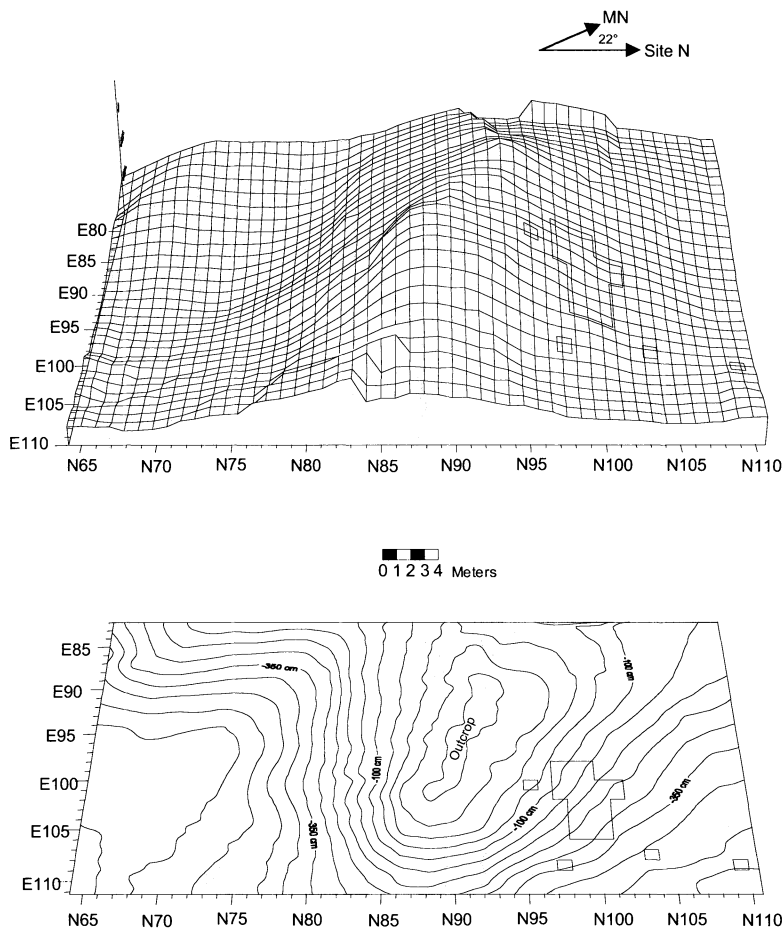 MN
22°
Site N
E80
E85
E90
E95
E100
E105
E110
N65 N70 N75 N80 N85 N90 N95 N100 N105 N110
0 1 2 3 4 Meters
E85
E90
E95
E100
E105
E110
-350 cm
-100 cm
Outcrop
-100 cm
-350 cm
-100 cm
-350 cm
N65 N70 N75 N80 N85 N90 N95 N100 N105 N110